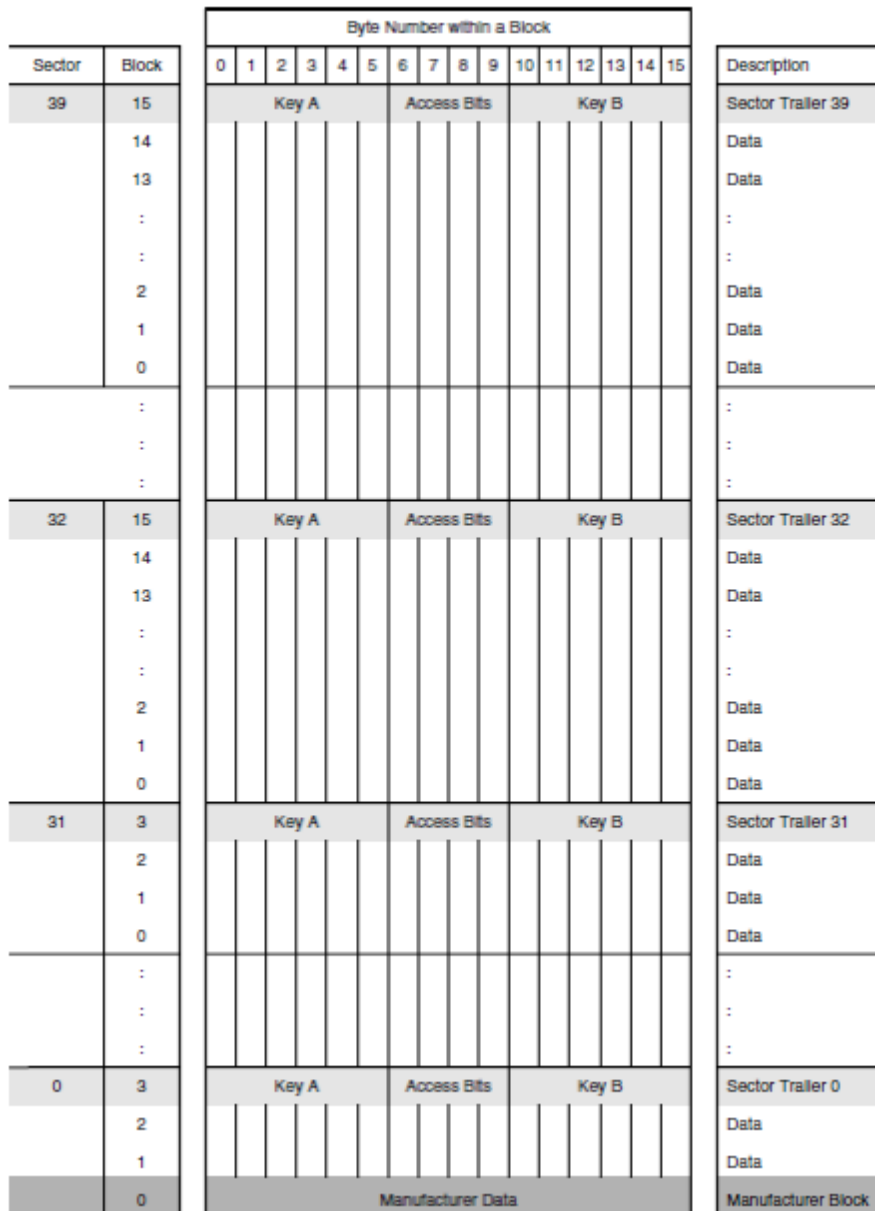 Byte Number within a Block
Sector Block 0 1 2 3 4 5 6 7 8 9 10 11 12 13 14 15 Description
39 15 Key A Access Bits Key B Sector Trailer 39
14 Data
13 Data
: :
: :
2 Data
1 Data
0 Data
: :
: :
: :
32 15 Key A Access Bits Key B Sector Trailer 32
14 Data
13 Data
: :
: :
2 Data
1 Data
0 Data
31 3 Key A Access Bits Key B Sector Trailer 31
2 Data
1 Data
0 Data
: :
: :
: :
0 3 Key A Access Bits Key B Sector Trailer 0
2 Data
1 Data
0 Manufacturer Data Manufacturer Block